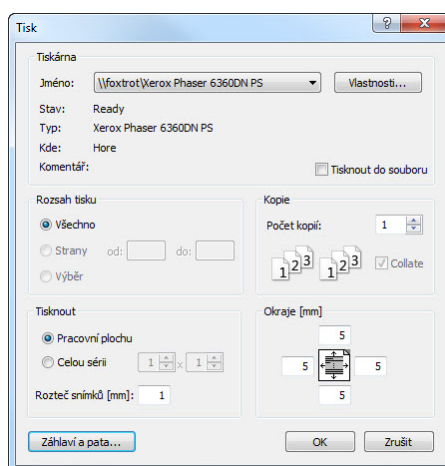 Tisk
Tiskárna
Jméno: \\foxtrot\Xerox Phaser 6360DN PS Vlastnosti...
Stav: Ready
Typ: Xerox Phaser 6360DN PS
Kde: Hore
Komentář: Tisknout do souboru
Rozsah tisku
Všechno
Strany od: do:
Výběr
Kopie
Počet kopií: 1
1 2 3 1 2 3 Collate
Tisknout
Pracovní plochu
Celou sérii 1 x 1
Rozteč snímků [mm]: 1
Okraje [mm]
5
5 5
5
Záhlaví a pata... OK Zrušit